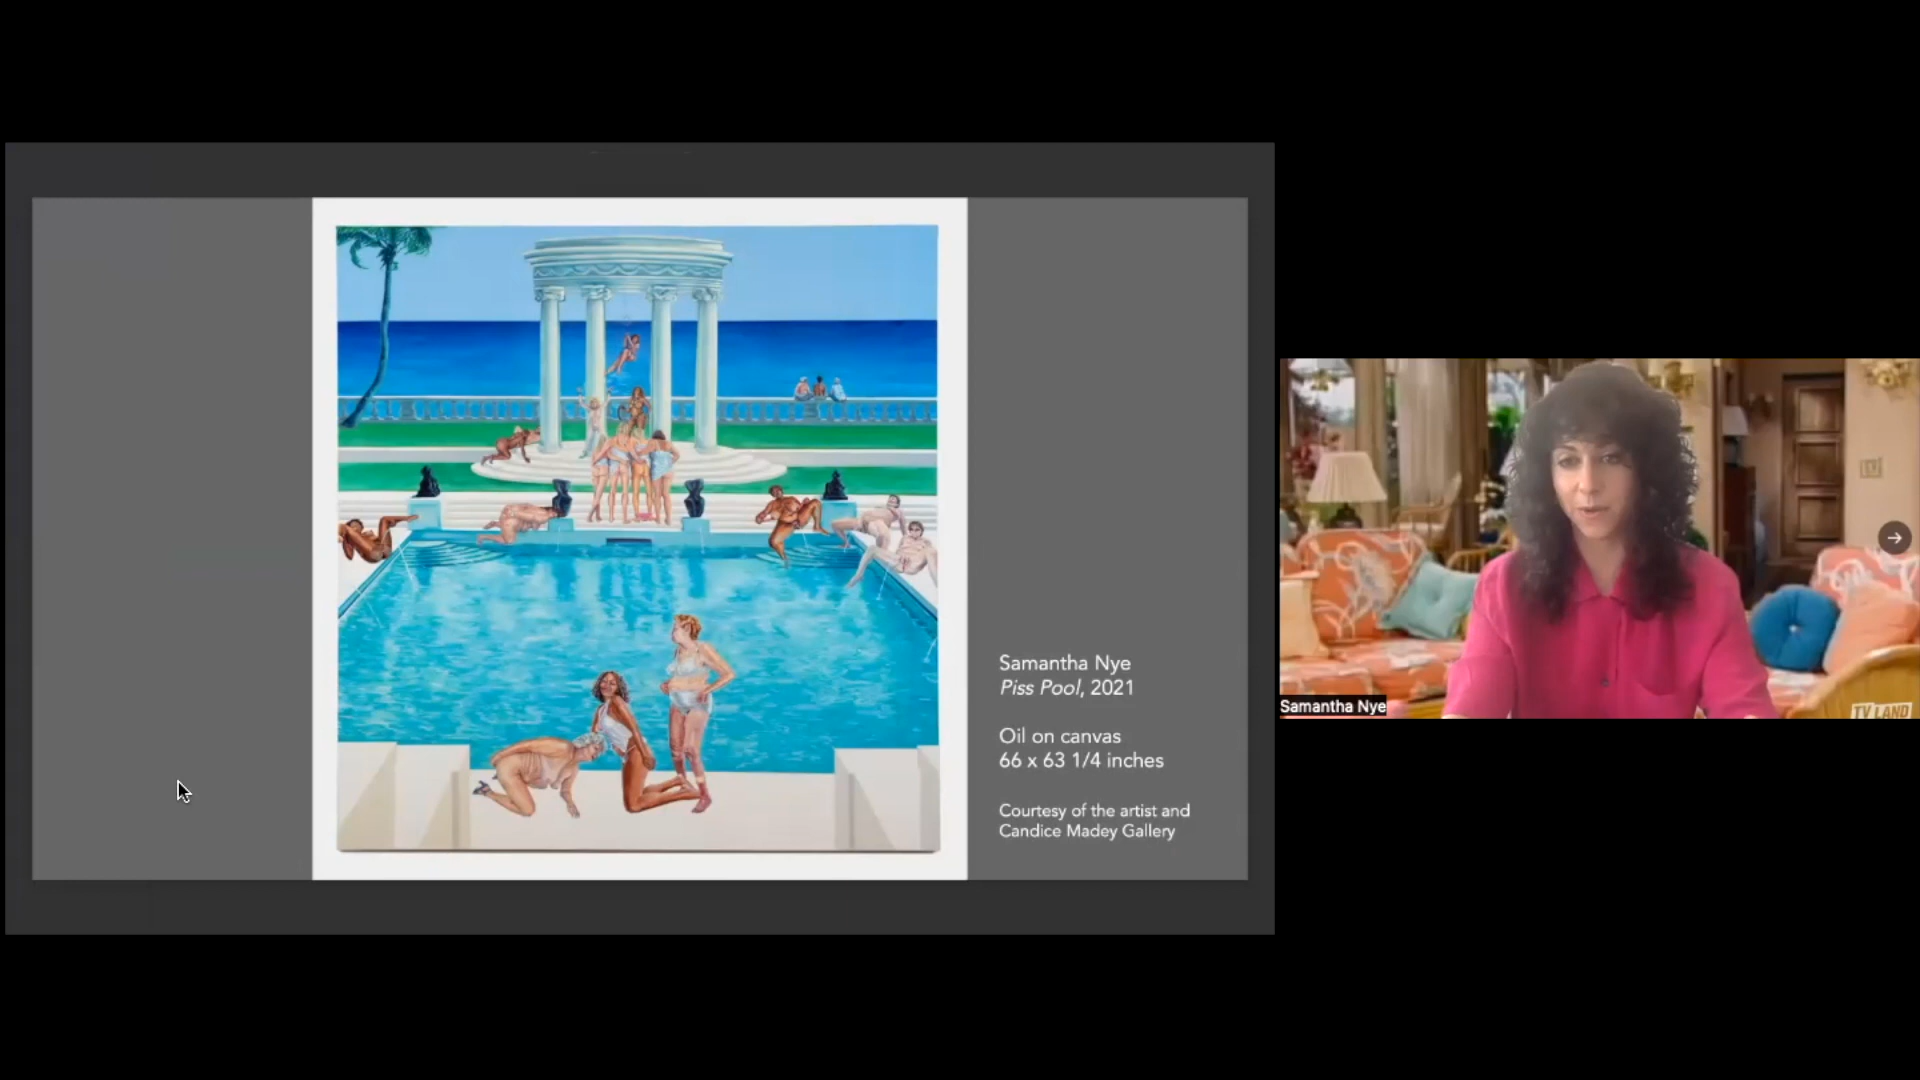 Samantha Nye
Piss Pool, 2021
Oil on canvas
66 x 63 1/4 inches
Courtesy of the artist and
Candice Madey Gallery
Samantha Nye
TV LAND